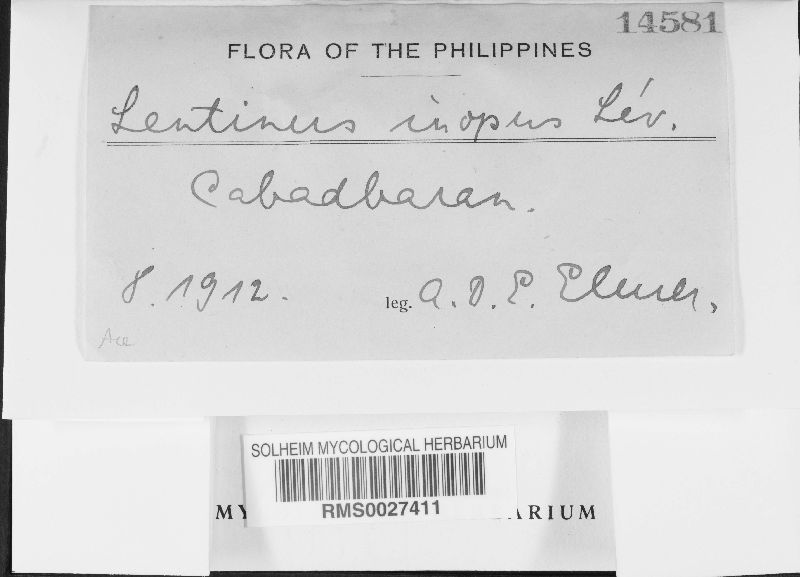 14581
FLORA OF THE PHILIPPINES
Lentinus inopus Lév.
Cabadbaran.
8. 1912. leg. A. D. E. Elmer,
Ace
SOLHEIM MYCOLOGICAL HERBARIUM
RMS0027411
MY ARIUM